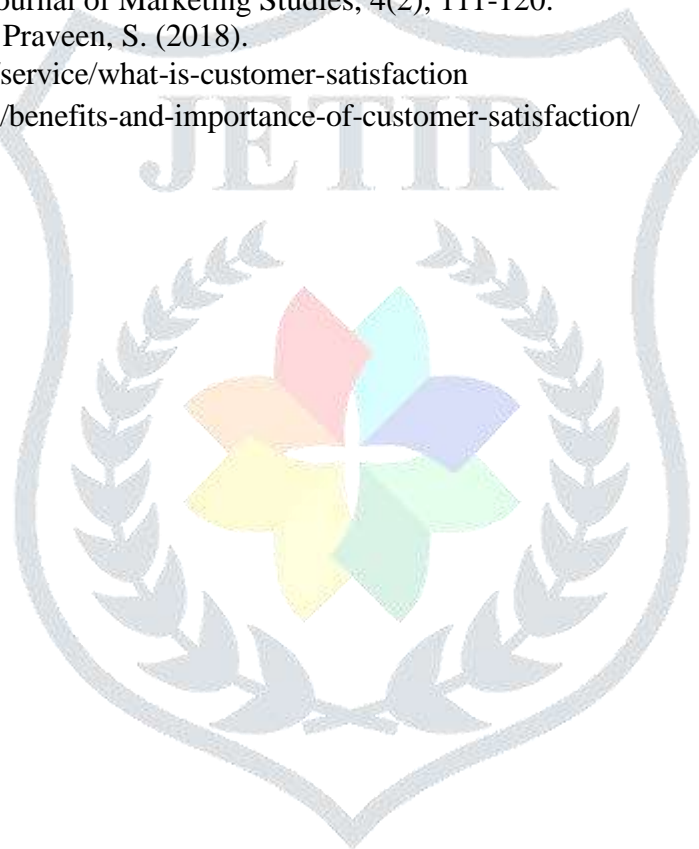 ournal of Marketing Studies, 4(2), 111-120.
Praveen, S. (2018).
/service/what-is-customer-satisfaction
/benefits-and-importance-of-customer-satisfaction/
JETIR